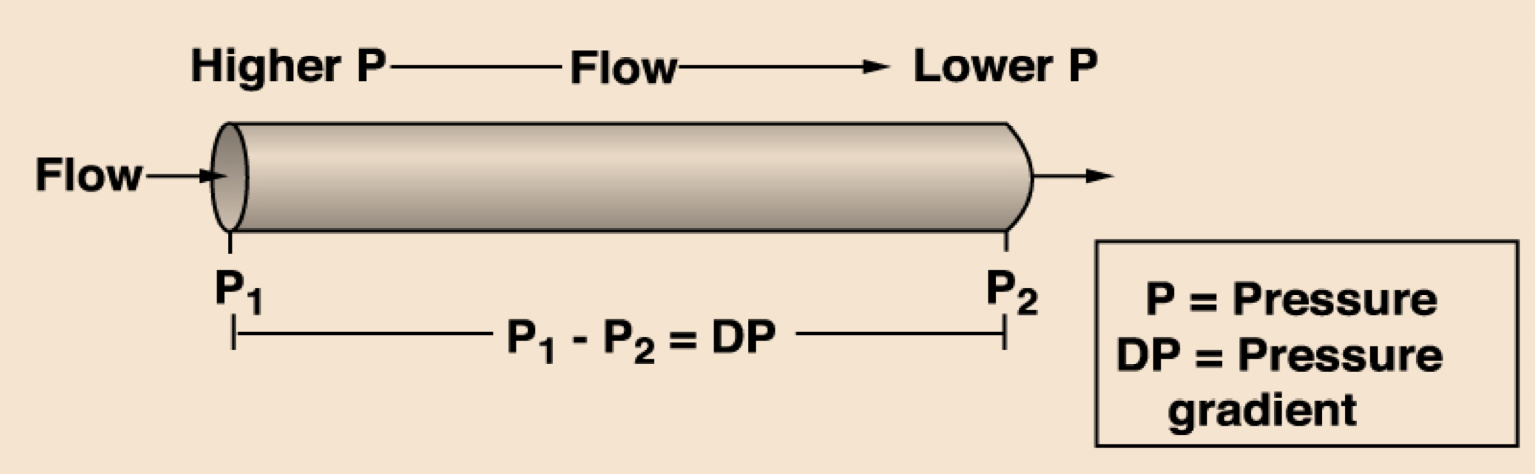 Higher P Flow Lower P
Flow
P₁ P₂
P₁ - P₂ = DP
P = Pressure
DP = Pressure
gradient